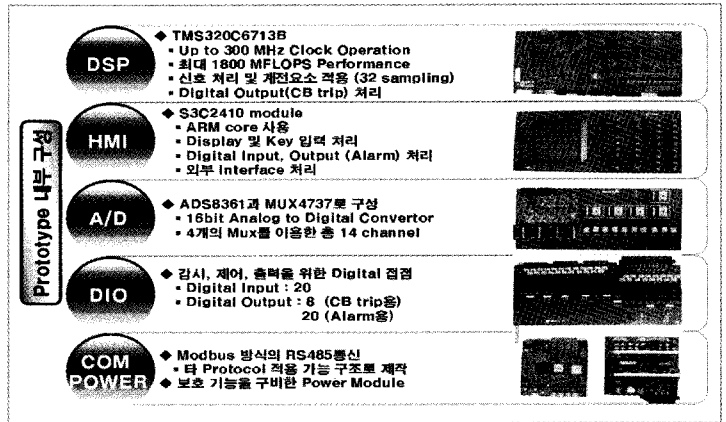 Prototype 내부 구성
DSP
◆ TMS320C6713B
▪ Up to 300 MHz Clock Operation
▪ 최대 1800 MFLOPS Performance
▪ 신호 처리 및 계전요소 적용 (32 sampling)
▪ Digital Output(CB trip) 처리
HMI
◆ S3C2410 module
▪ ARM core 사용
▪ Display 및 Key 입력 처리
▪ Digital Input, Output (Alarm) 처리
▪ 외부 Interface 처리
A/D
◆ ADS8361과 MUX4737로 구성
▪ 16bit Analog to Digital Convertor
▪ 4개의 Mux를 이용한 총 14 channel
DIO
◆ 감시, 제어, 출력을 위한 Digital 접점
▪ Digital Input : 20
▪ Digital Output : 8 (CB trip용)
20 (Alarm용)
COM
POWER
◆ Modbus 방식의 RS485통신
▪ 타 Protocol 적용 가능 구조로 제작
◆ 보호 기능을 구비한 Power Module